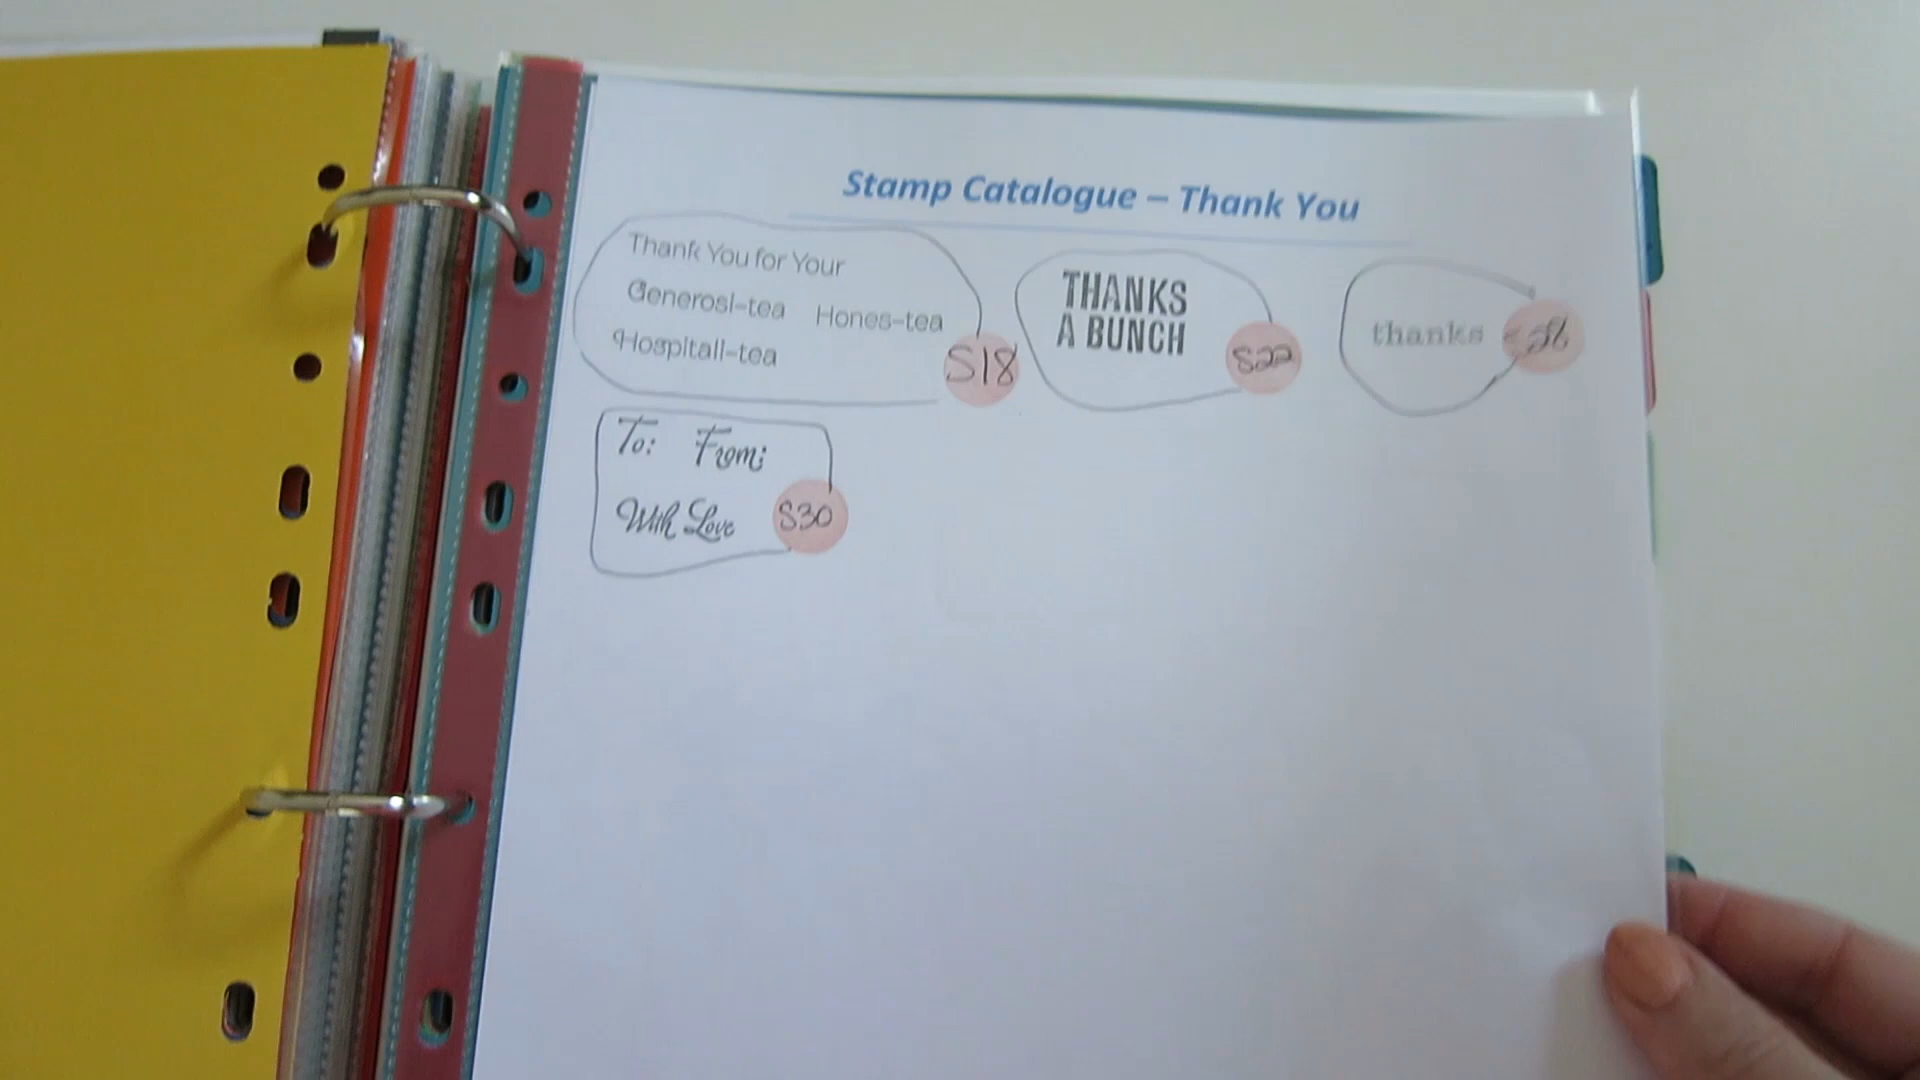 Stamp Catalogue – Thank You
Thank You for Your
Generosi-tea Hones-tea
Hospitali-tea
S18
THANKS
A BUNCH
S22
thanks
To: From:
With Love
S30